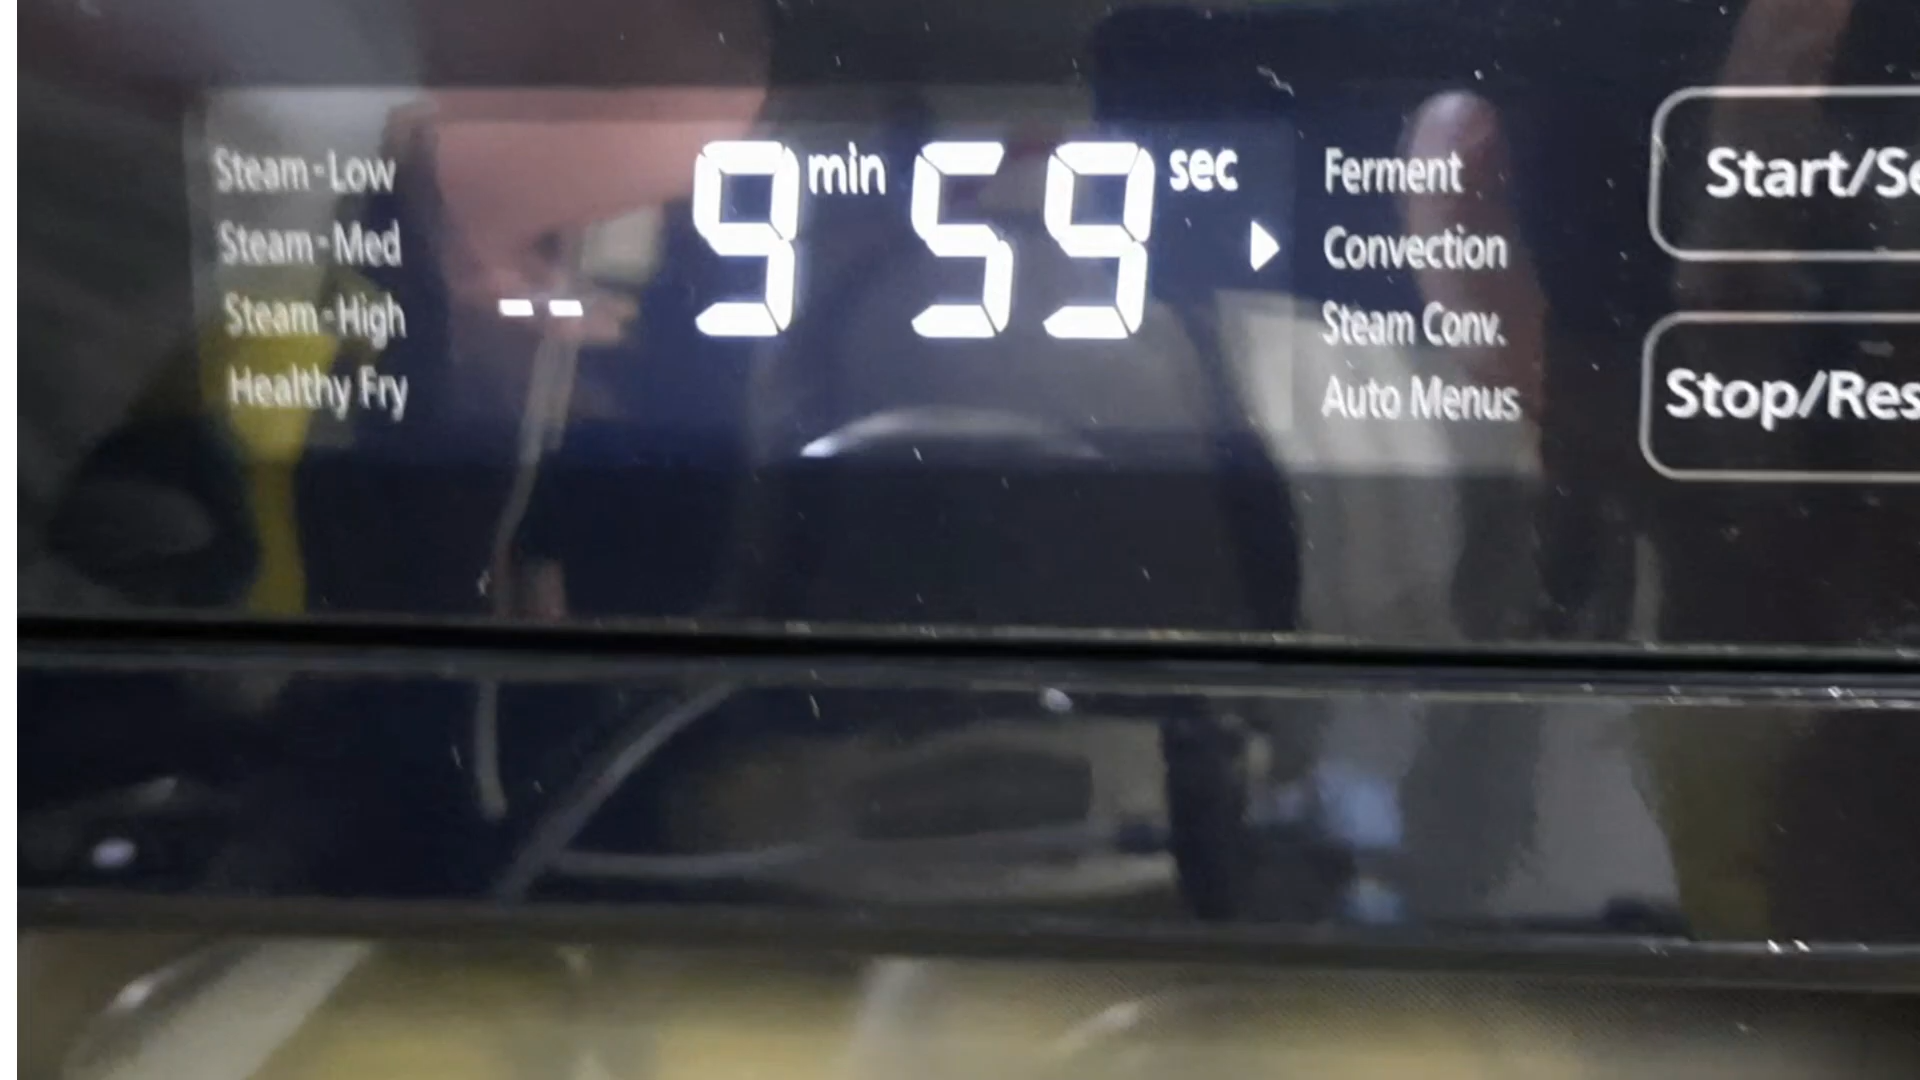 Steam-Low
Steam-Med
Steam-High
Healthy Fry
-- 9 min 59 sec
Ferment
Convection
Steam Conv.
Auto Menus
Start/Se
Stop/Res